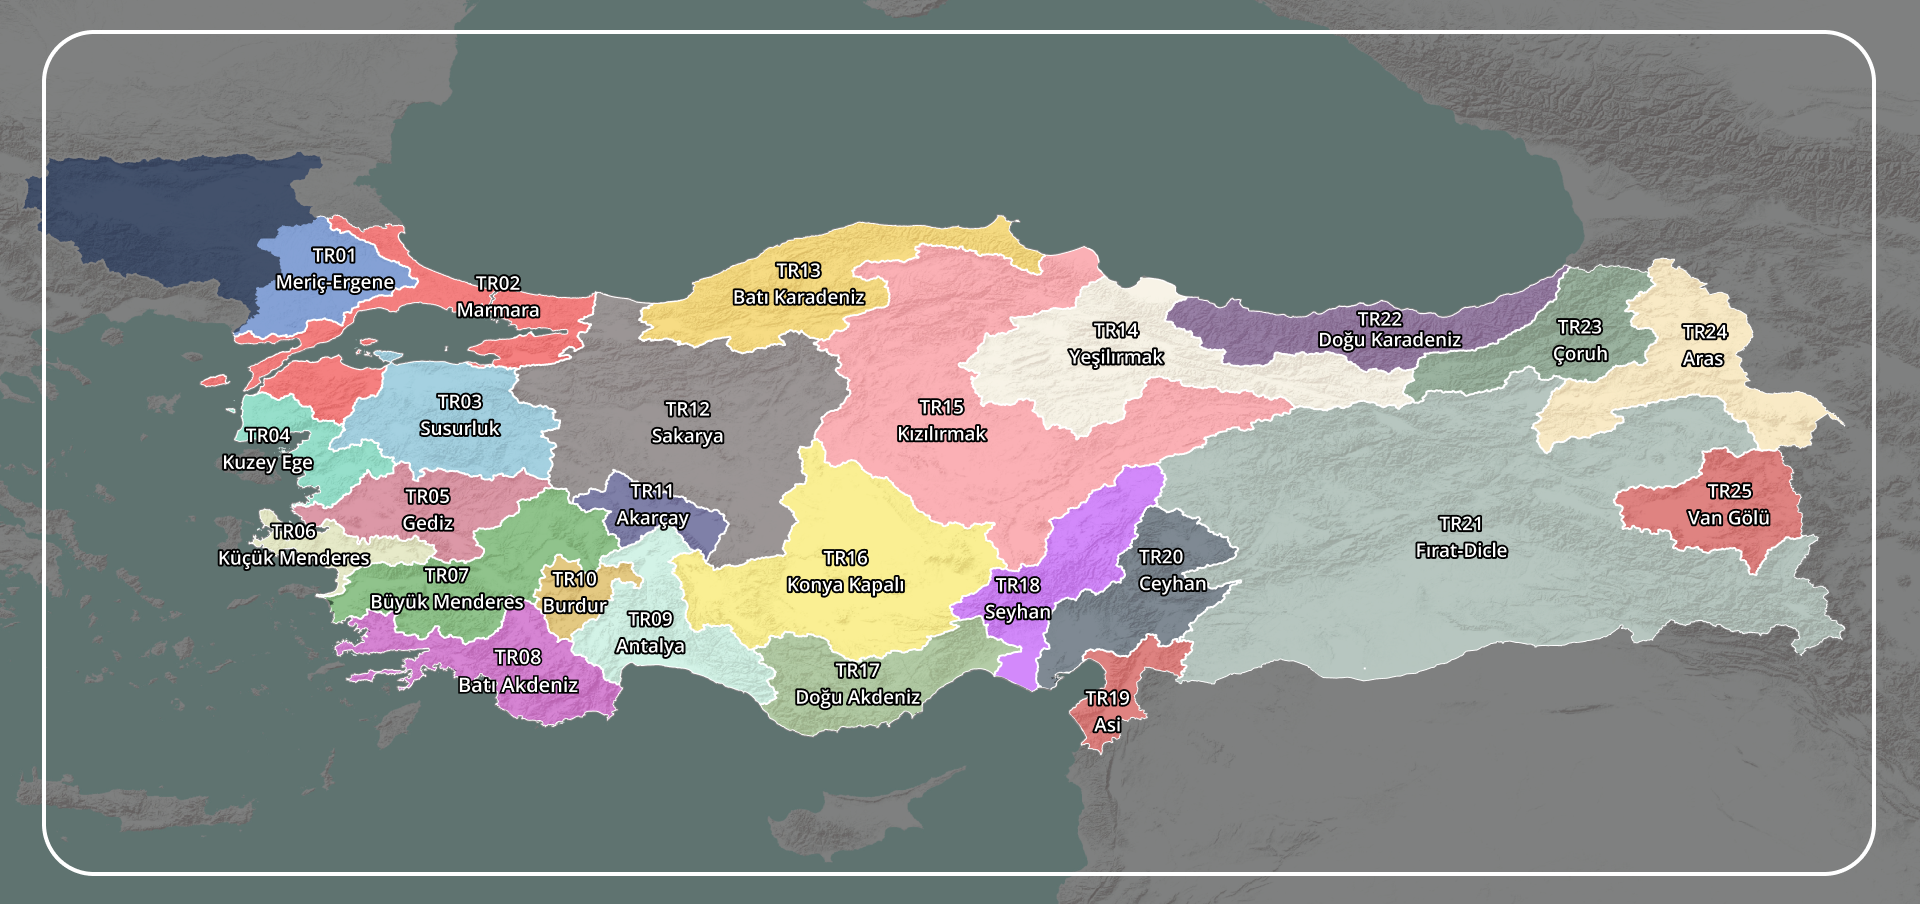 TR01
Meriç-Ergene
TR02
Marmara
TR03
Susurluk
TR04
Kuzey Ege
TR05
Gediz
TR06
Küçük Menderes
TR07
Büyük Menderes
TR08
Batı Akdeniz
TR09
Antalya
TR10
Burdur
TR11
Akarçay
TR12
Sakarya
TR13
Batı Karadeniz
TR14
Yeşilırmak
TR15
Kızılırmak
TR16
Konya Kapalı
TR17
Doğu Akdeniz
TR18
Seyhan
TR19
Asi
TR20
Ceyhan
TR21
Fırat-Dicle
TR22
Doğu Karadeniz
TR23
Çoruh
TR24
Aras
TR25
Van Gölü